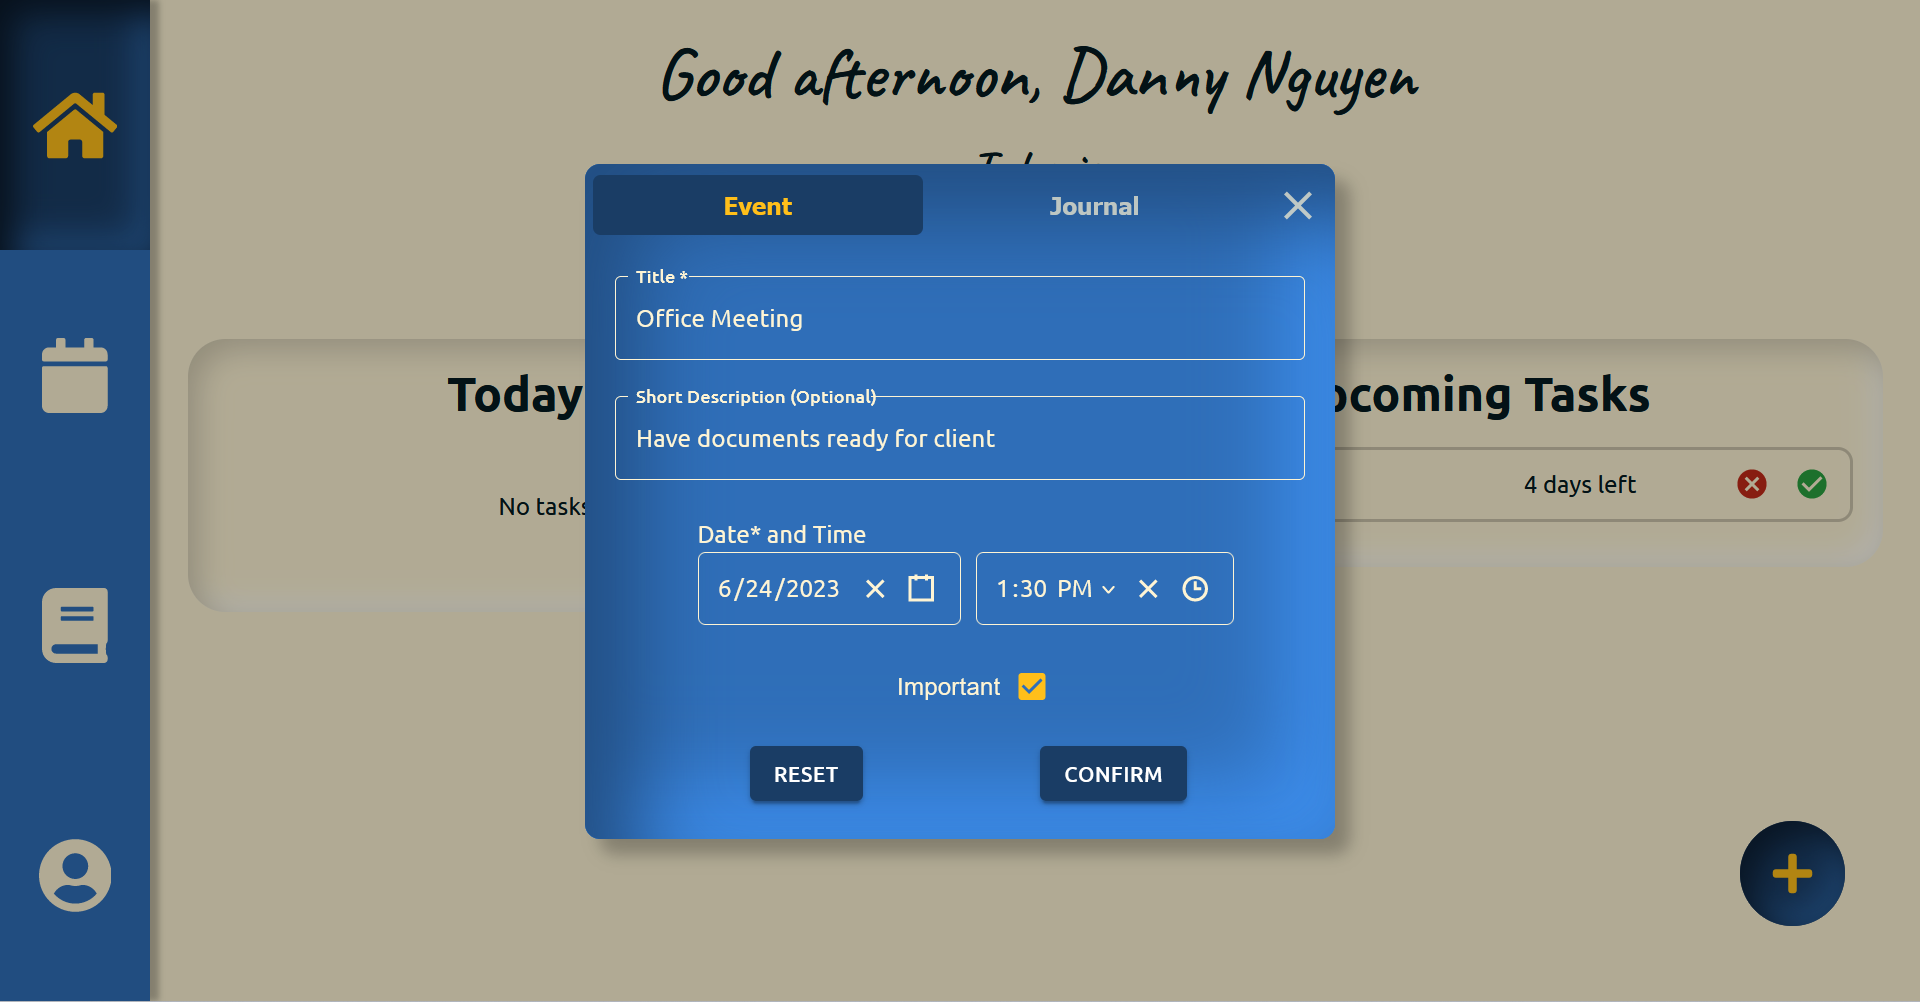 Good afternoon, Danny Nguyen
Event
Journal
Title *
Office Meeting
Today
coming Tasks
Short Description (Optional)
Have documents ready for client
4 days left
No tasks
Date* and Time
6/24/2023
1:30 PM
Important
RESET
CONFIRM